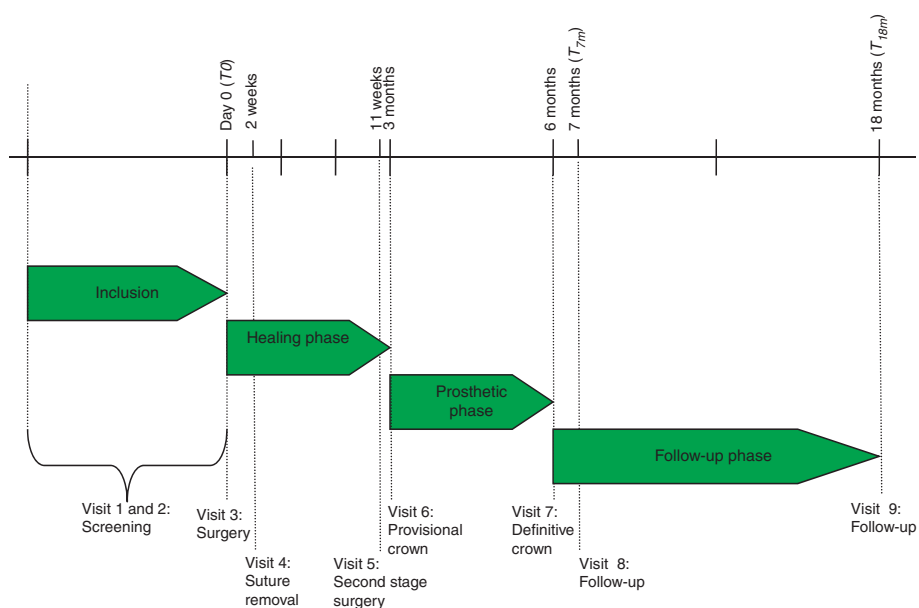 Day 0 (T0)
2 weeks
11 weeks
3 months
6 months
7 months (T7m)
18 months (T18m)
Inclusion
Healing phase
Prosthetic
phase
Follow-up phase
Visit 1 and 2:
Screening
Visit 3:
Surgery
Visit 4:
Suture
removal
Visit 5:
Second stage
surgery
Visit 6:
Provisional
crown
Visit 7:
Definitive
crown
Visit 8:
Follow-up
Visit 9:
Follow-up